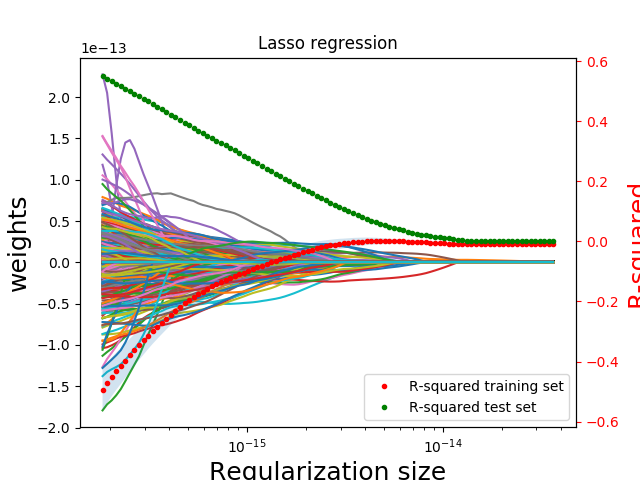 Lasso regression
1e−13
2.0
1.5
1.0
0.5
0.0
−0.5
−1.0
−1.5
−2.0
weights
0.6
0.4
0.2
0.0
−0.2
−0.4
−0.6
R-squared
R-squared training set
R-squared test set
10−15
10−14
Regularization size